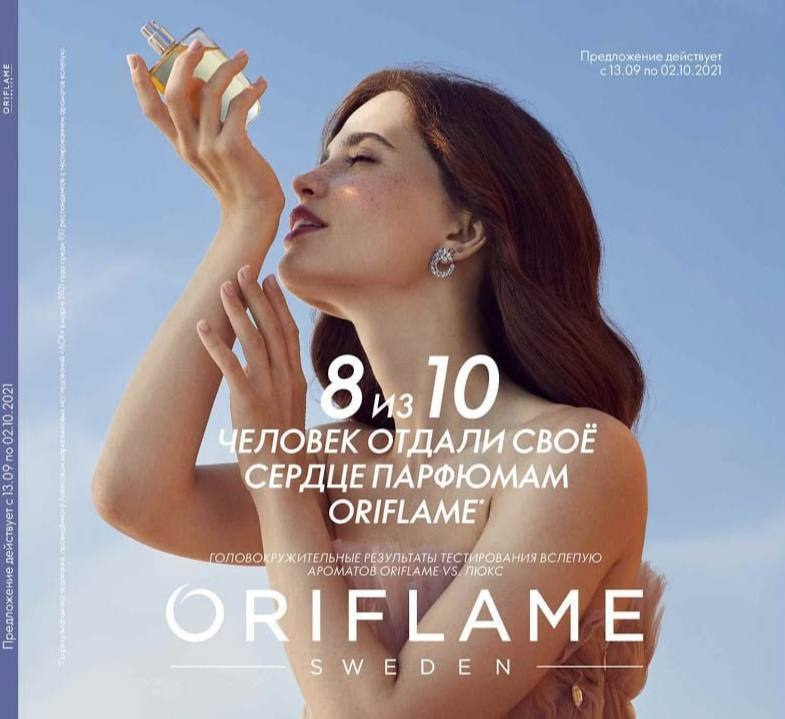 ORIFLAME
SWEDEN
Предложение действует с 13.09 по 02.10.2021
Предложение действует
с 13.09 по 02.10.2021
8 из 10
ЧЕЛОВЕК ОТДАЛИ СВОЁ
СЕРДЦЕ ПАРФЮМАМ
ORIFLAME*
ГОЛОВОКРУЖИТЕЛЬНЫЕ РЕЗУЛЬТАТЫ ТЕСТИРОВАНИЯ ВСЛЕПУЮ
АРОМАТОВ ORIFLAME VS. ЛЮКС
ORIFLAME
SWEDEN